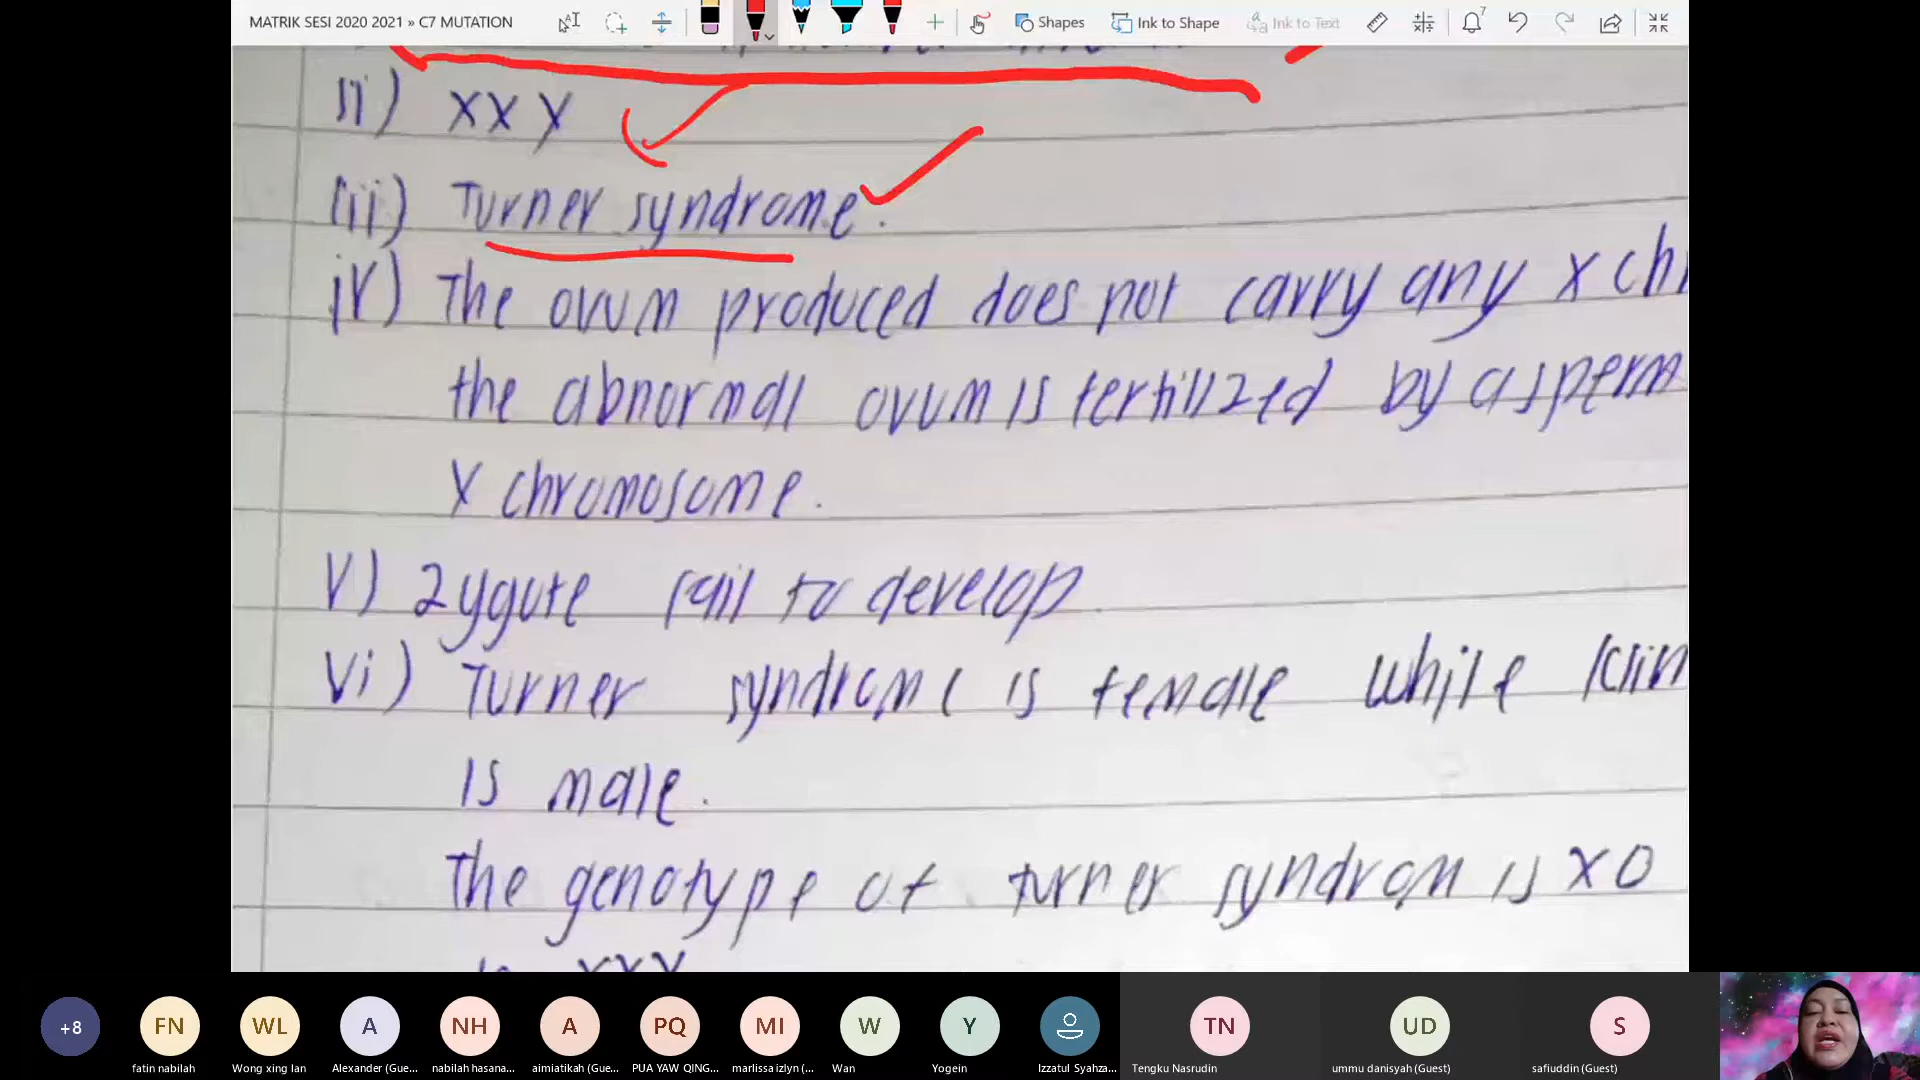 MATRIK SESI 2020 2021 » C7 MUTATION
Shapes
Ink to Shape
Ink to Text
7
ii) XXY
iii) Turner syndrome.
iv) The ovum produced does not carry any X
the abnormal ovum is fertilized by a sperm
X chromosome.
v) Zygote fail to develop.
vi) Turner syndrome is female while
is male.
The genotype of turner syndrom is XO
is XXY
+8
FN
WL
A
NH
A
PQ
MI
W
Y
TN
UD
S
fatin nabilah
Wong xing lan
Alexander (Gue...
nabilah hasana...
aimiatikah (Gue...
PUA YAW QING...
marlissa izlyn (...
Wan
Yogein
Izzatul Syahza...
Tengku Nasrudin
ummu danisyah (Guest)
safiuddin (Guest)